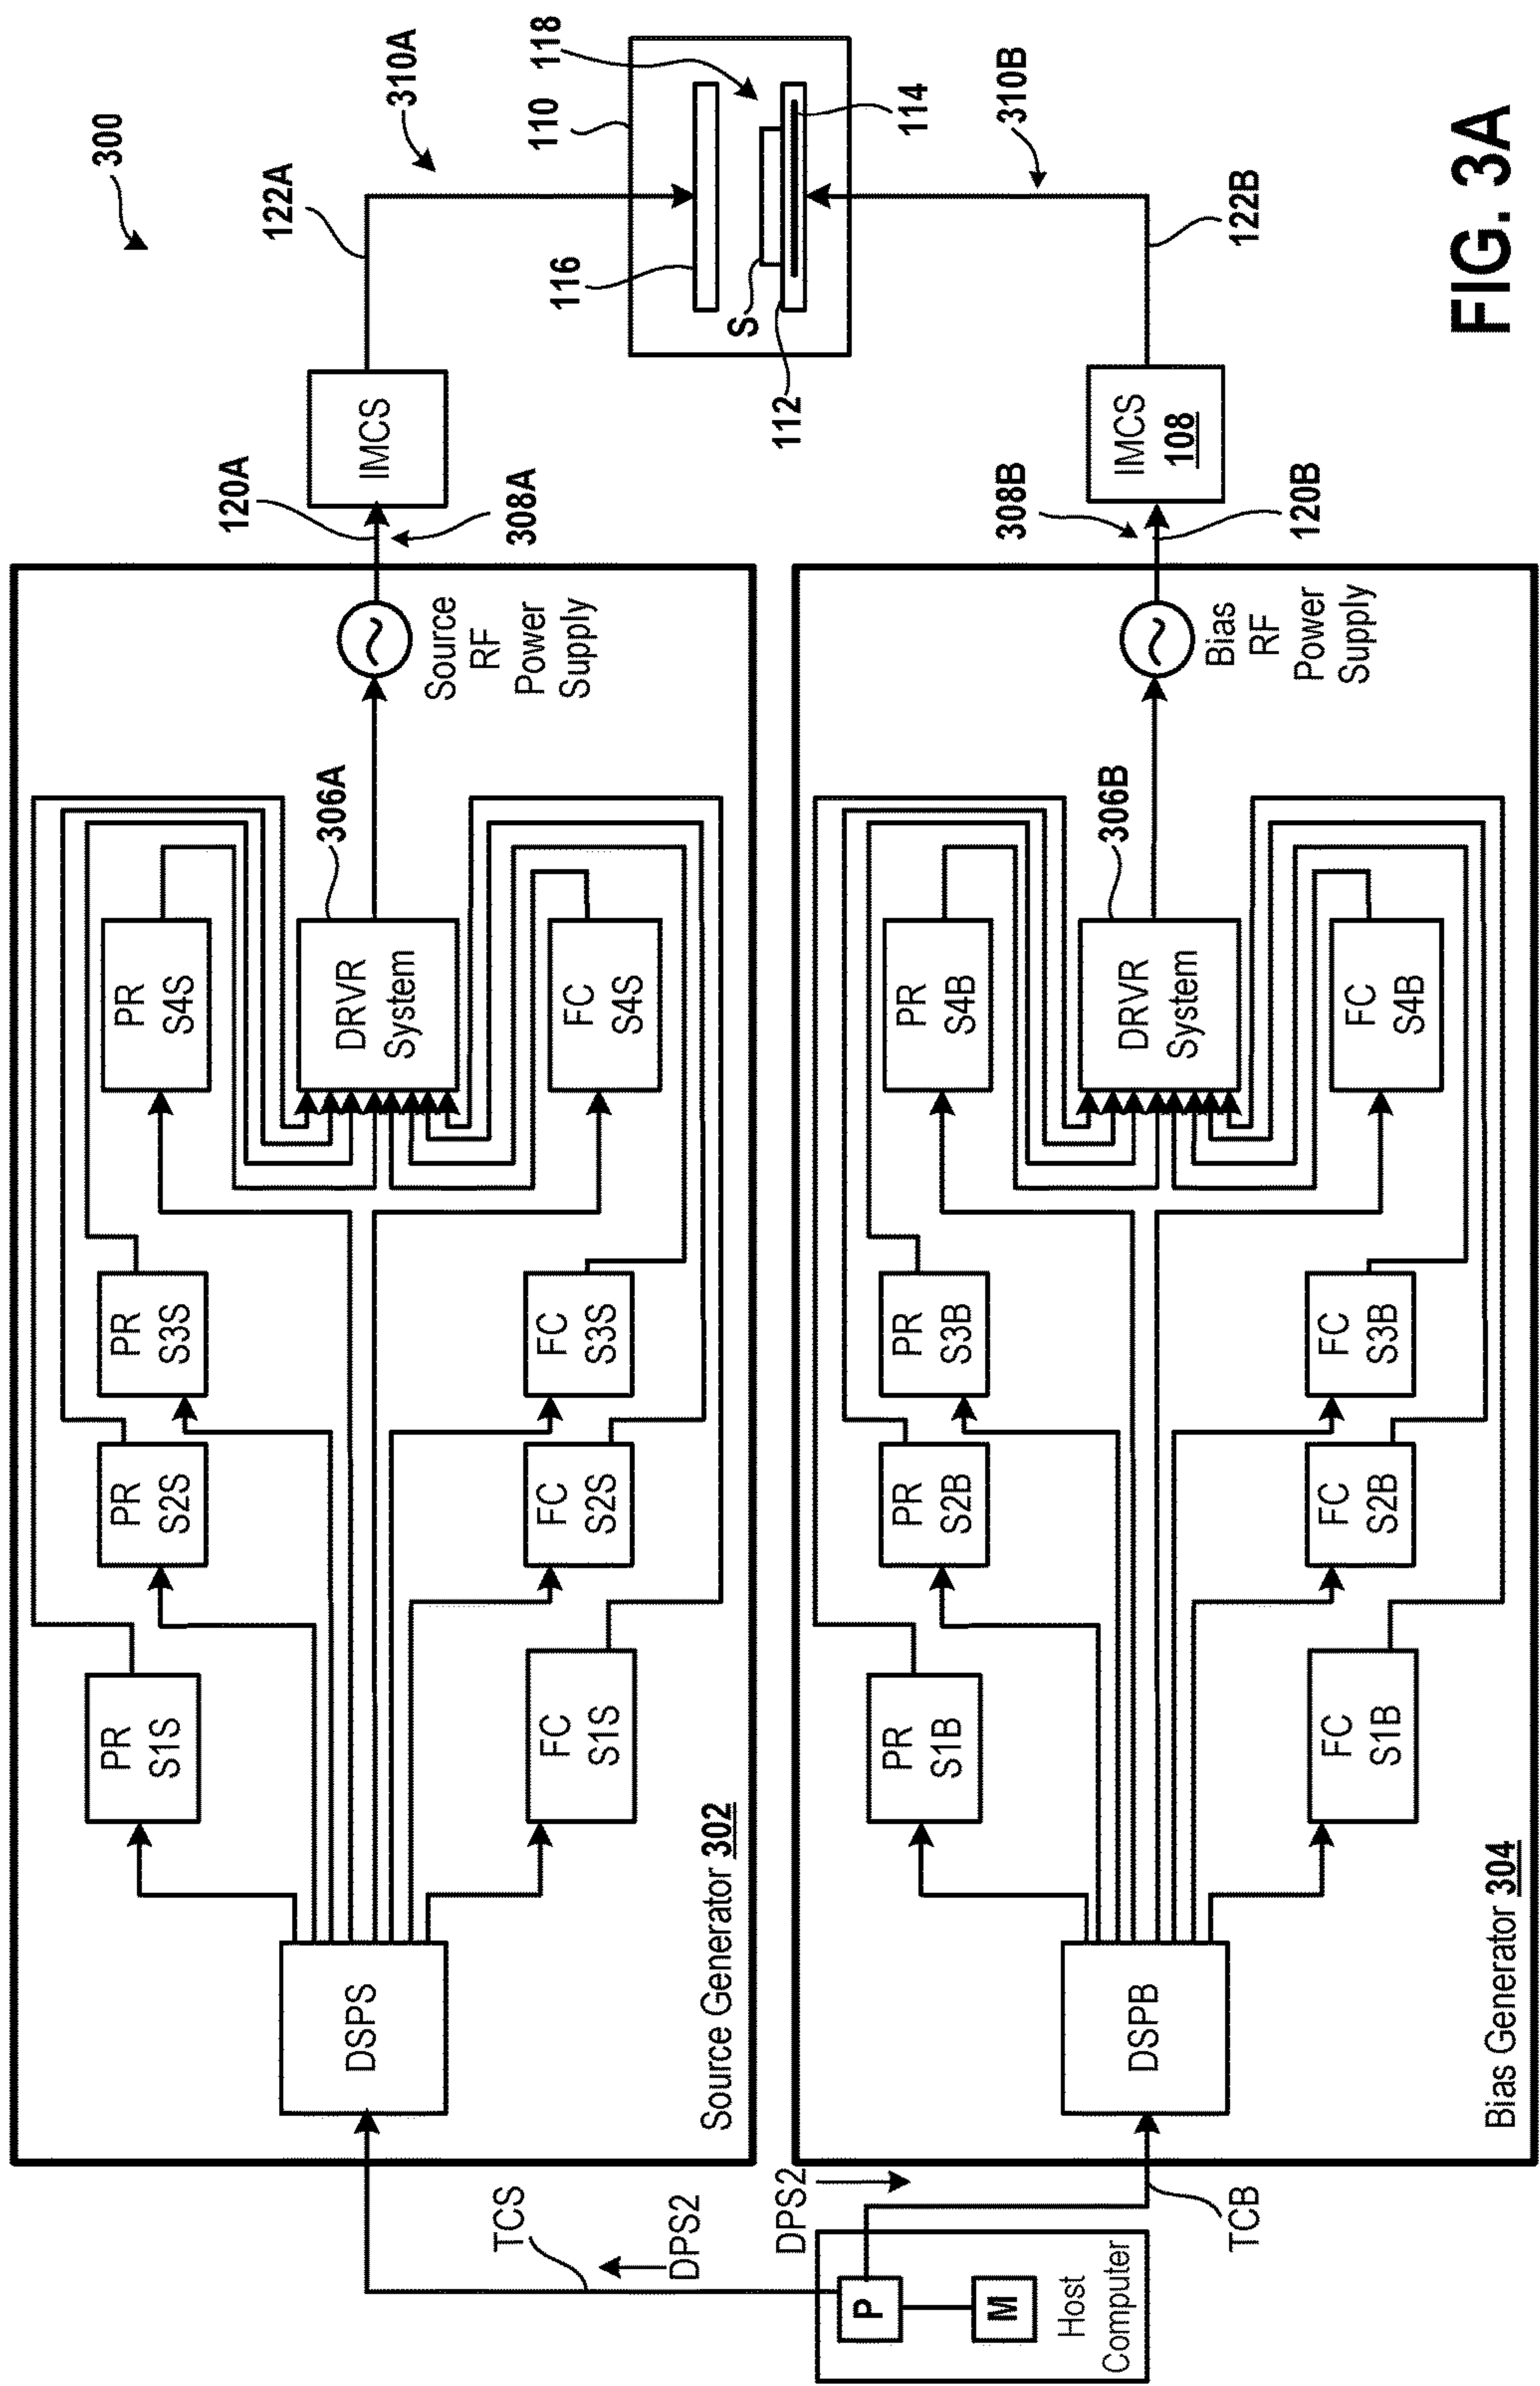 300
TCS
DPS2
DPS2
TCB
P
M
Host
Computer
Source Generator 302
DSPS
PR
S1S
PR
S2S
PR
S3S
PR
S4S
FC
S1S
FC
S2S
FC
S3S
FC
S4S
DRVR
System
306A
Source
RF
Power
Supply
120A
308A
IMCS
122A
310A
Bias Generator 304
DSPB
PR
S1B
PR
S2B
PR
S3B
PR
S4B
FC
S1B
FC
S2B
FC
S3B
FC
S4B
DRVR
System
306B
Bias
RF
Power
Supply
308B
120B
IMCS
108
122B
310B
110
118
116
S
112
114
FIG. 3A